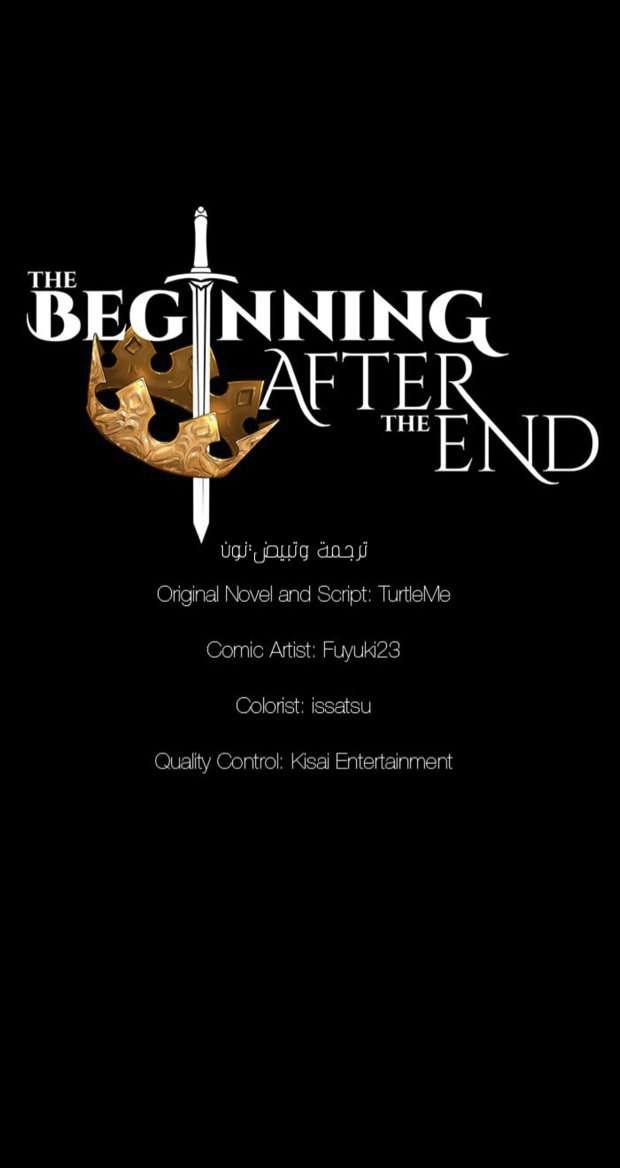 THE
BEGINNING
AFTER
THE END
ترجمة وتبيض:نون
Original Novel and Script: TurtleMe
Comic Artist: Fuyuki23
Colorist: issatsu
Quality Control: Kisai Entertainment